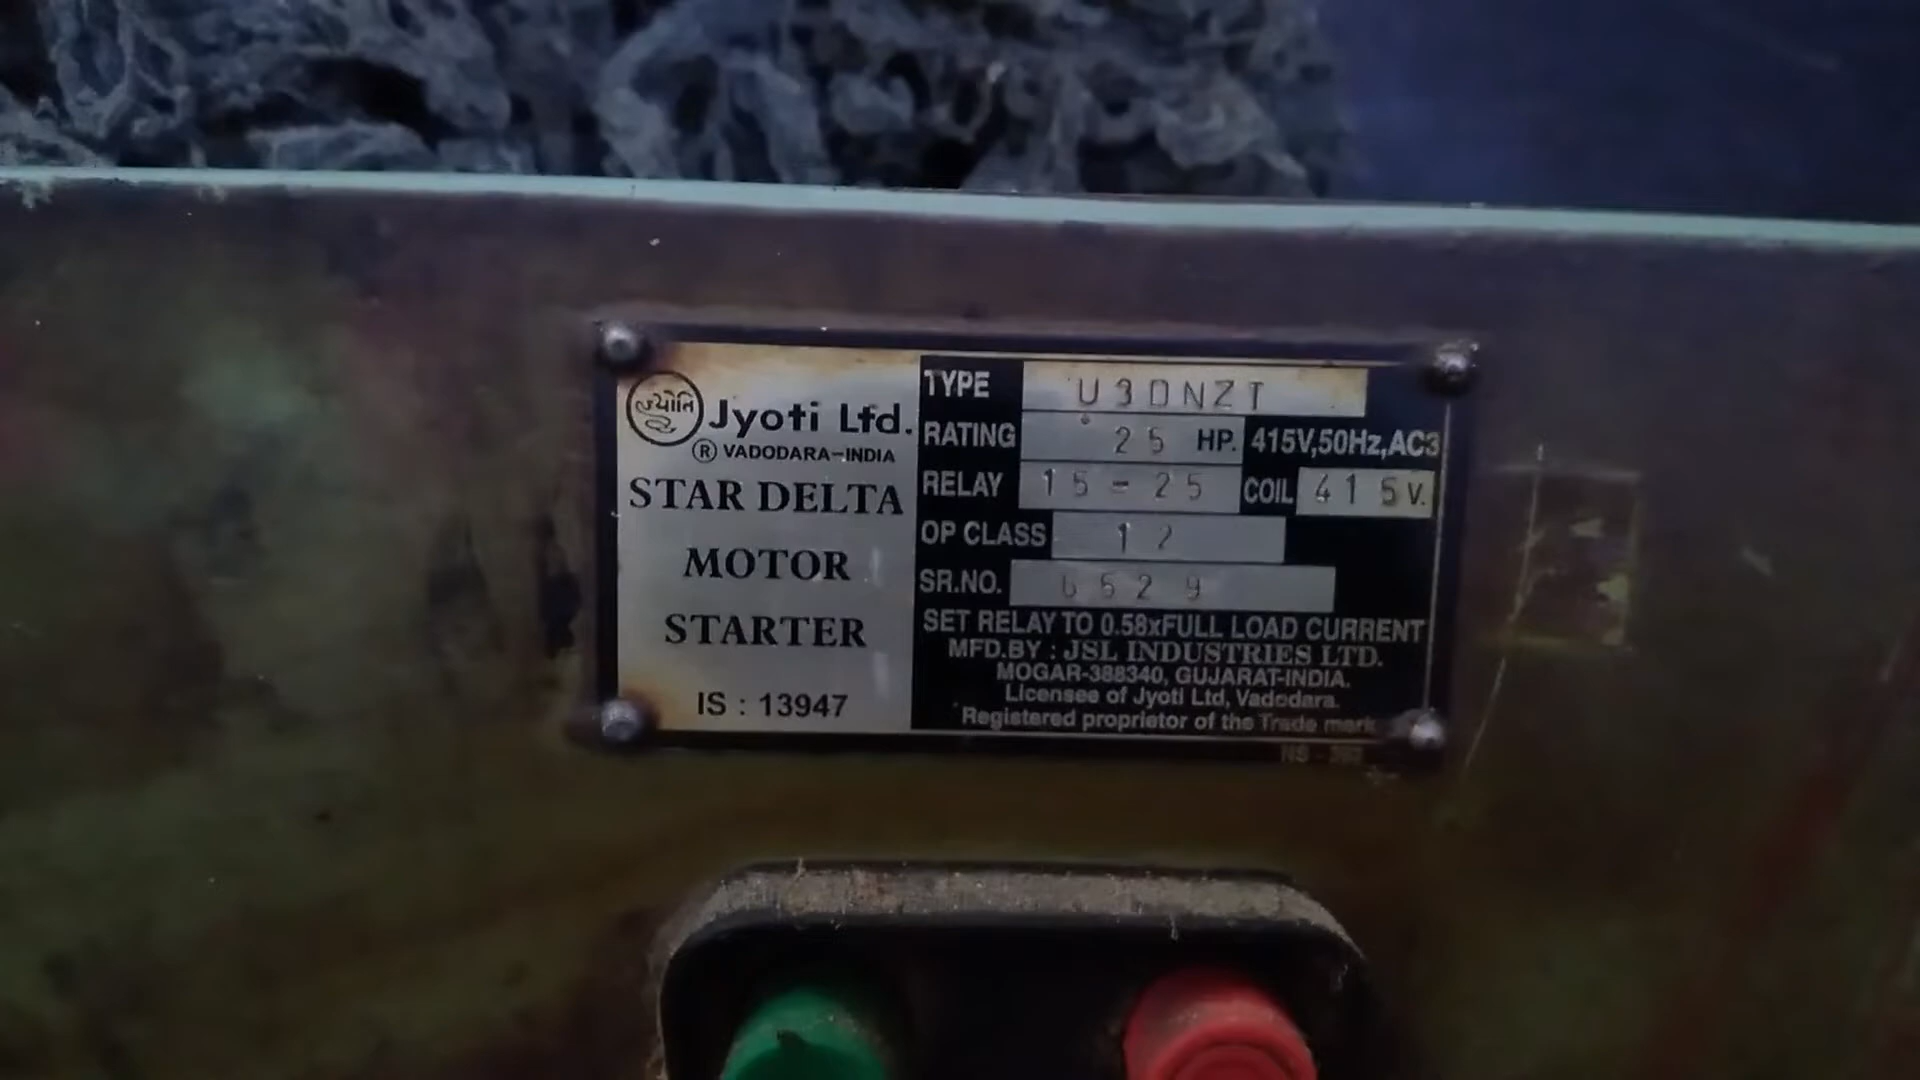 જ્યોતિ
Jyoti Ltd.
® VADODARA-INDIA
STAR DELTA
MOTOR
STARTER
IS : 13947
TYPE U3DNZT
RATING 25 HP. 415V,50Hz,AC3
RELAY 15-25 COIL 415 V.
OP CLASS 12
SR.NO. 6629
SET RELAY TO 0.58xFULL LOAD CURRENT
MFD.BY : JSL INDUSTRIES LTD.
MOGAR-388340, GUJARAT-INDIA.
Licensee of Jyoti Ltd, Vadodara.
Registered proprietor of the Trade mark